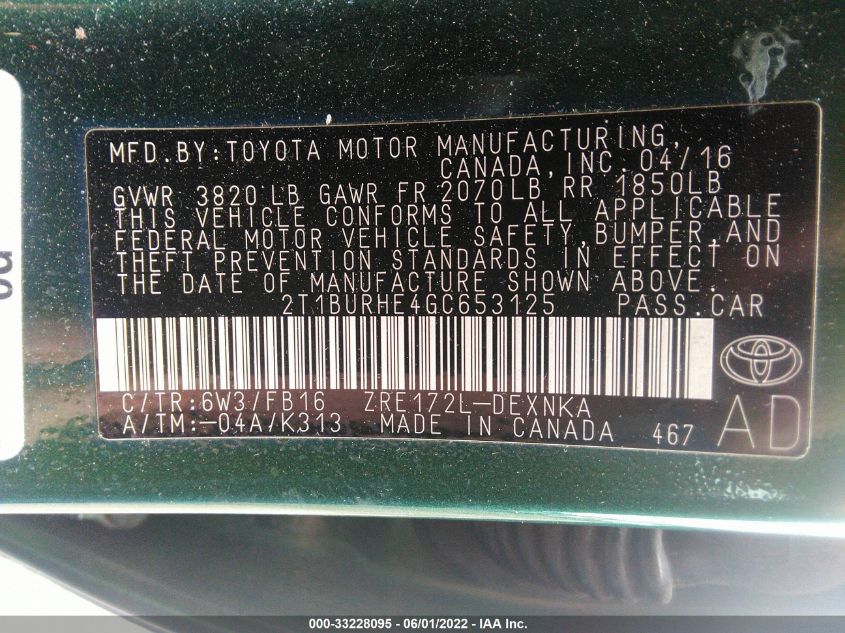 MFD.BY:TOYOTA MOTOR MANUFACTURING,
CANADA,INC. 04/16
GVWR 3820 LB GAWR FR 2070LB RR 1850LB
THIS VEHICLE CONFORMS TO ALL APPLICABLE
FEDERAL MOTOR VEHICLE SAFETY,BUMPER,AND
THEFT PREVENTION STANDARDS IN EFFECT ON
THE DATE OF MANUFACTURE SHOWN ABOVE.
2T1BURHE4GC653125 PASS.CAR
C/TR:6W3/FB16 ZRE172L-DEXNKA
A/TM:-04A/K313 MADE IN CANADA 467
AD
000-33228095 - 06/01/2022 - IAA Inc.